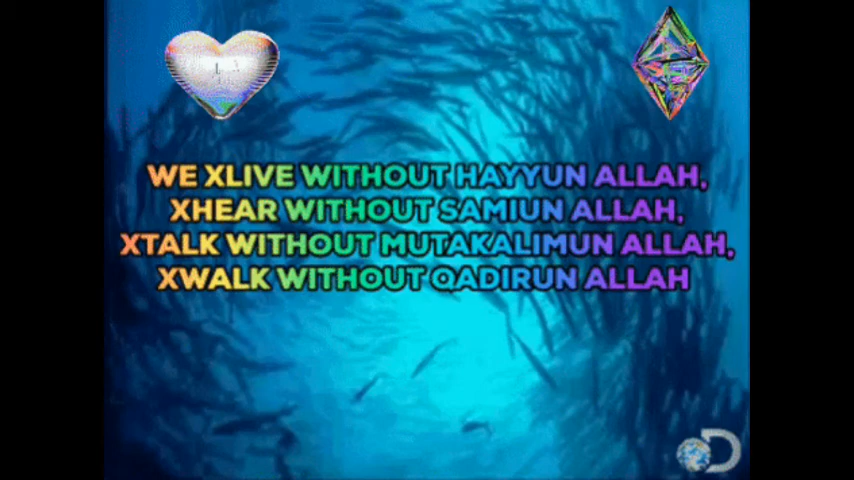 WE XLIVE WITHOUT HAYYUN ALLAH,
XHEAR WITHOUT SAMIUN ALLAH,
XTALK WITHOUT MUTAKALIMUN ALLAH,
XWALK WITHOUT QADIRUN ALLAH